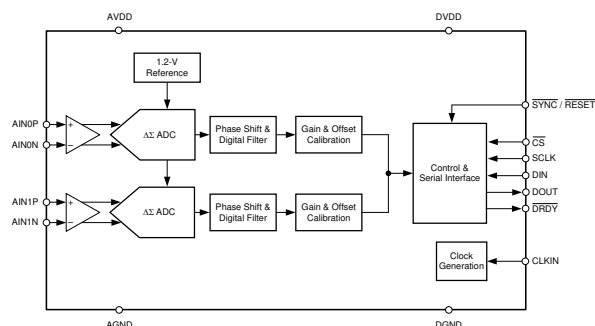 AVDD
DVDD
1.2-V
Reference
SYNC / RESET
AIN0P
+
AIN0N
−
ΔΣ ADC
Phase Shift &
Digital Filter
Gain & Offset
Calibration
Control &
Serial Interface
CS
SCLK
DIN
DOUT
DRDY
AIN1P
+
AIN1N
−
ΔΣ ADC
Phase Shift &
Digital Filter
Gain & Offset
Calibration
Clock
Generation
CLKIN
AGND
DGND